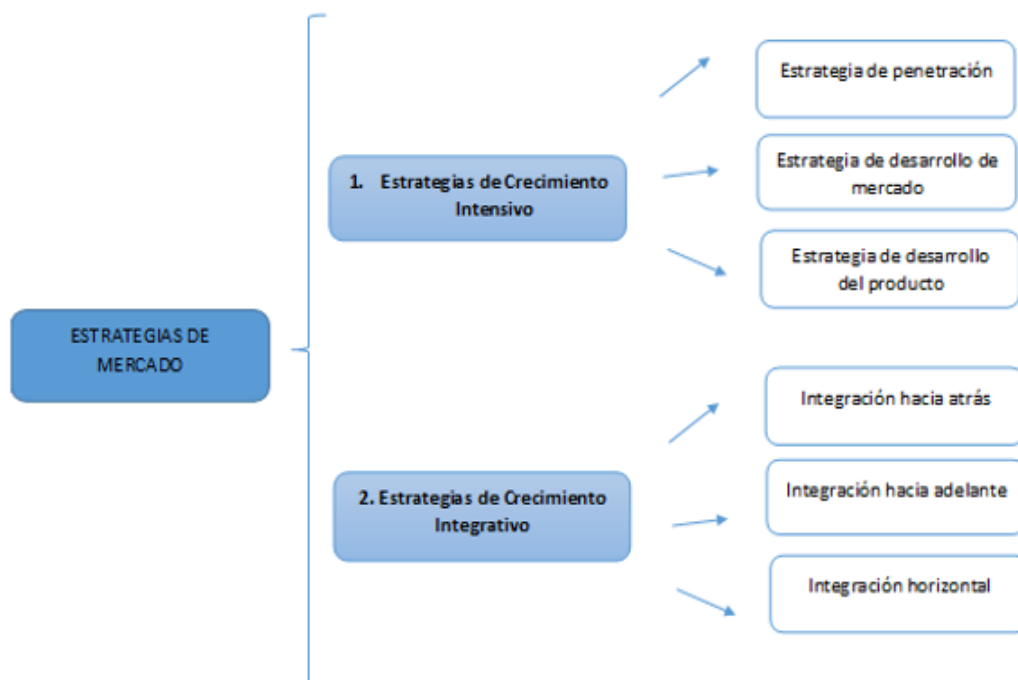 ESTRATEGIAS DE
MERCADO
1. Estrategias de Crecimiento
Intensivo
Estrategia de penetración
Estrategia de desarrollo de
mercado
Estrategia de desarrollo
del producto
2. Estrategias de Crecimiento
Integrativo
Integración hacia atrás
Integración hacia adelante
Integración horizontal